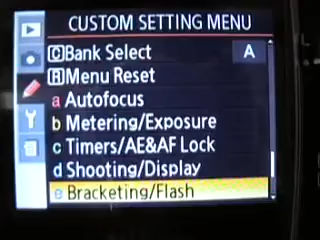 CUSTOM SETTING MENU
C Bank Select A
R Menu Reset
a Autofocus
b Metering/Exposure
c Timers/AE&AF Lock
d Shooting/Display
e Bracketing/Flash